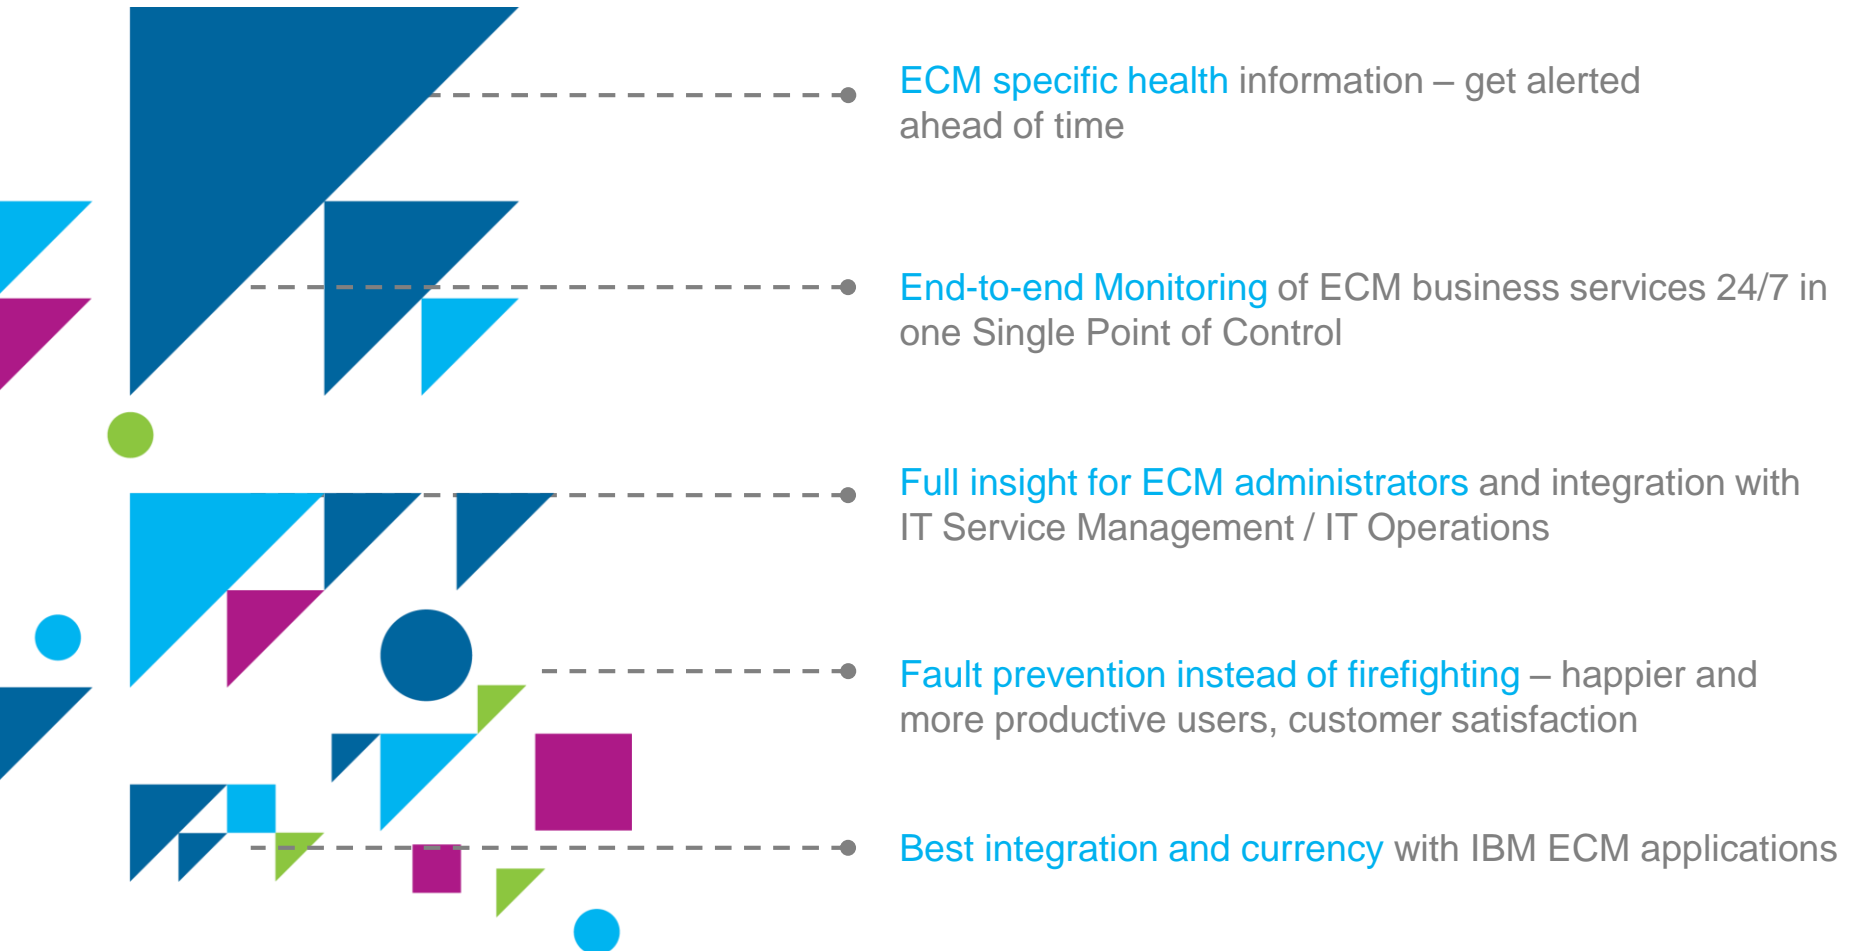 ECM specific health information – get alerted
ahead of time
End-to-end Monitoring of ECM business services 24/7 in
one Single Point of Control
Full insight for ECM administrators and integration with
IT Service Management / IT Operations
Fault prevention instead of firefighting – happier and
more productive users, customer satisfaction
Best integration and currency with IBM ECM applications